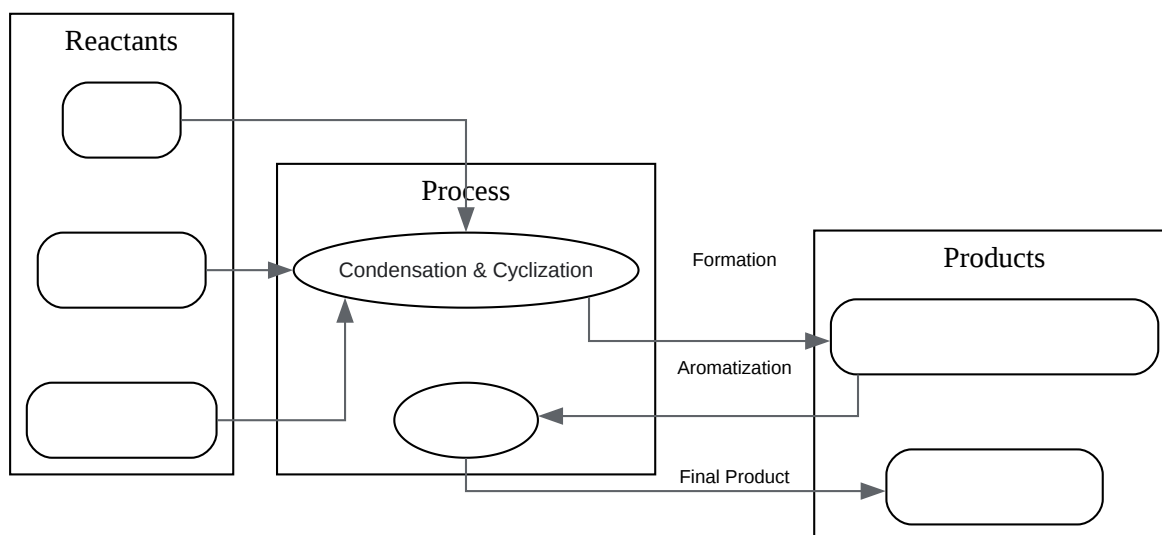 Reactants
Process
Condensation & Cyclization
Formation
Products
Aromatization
Final Product